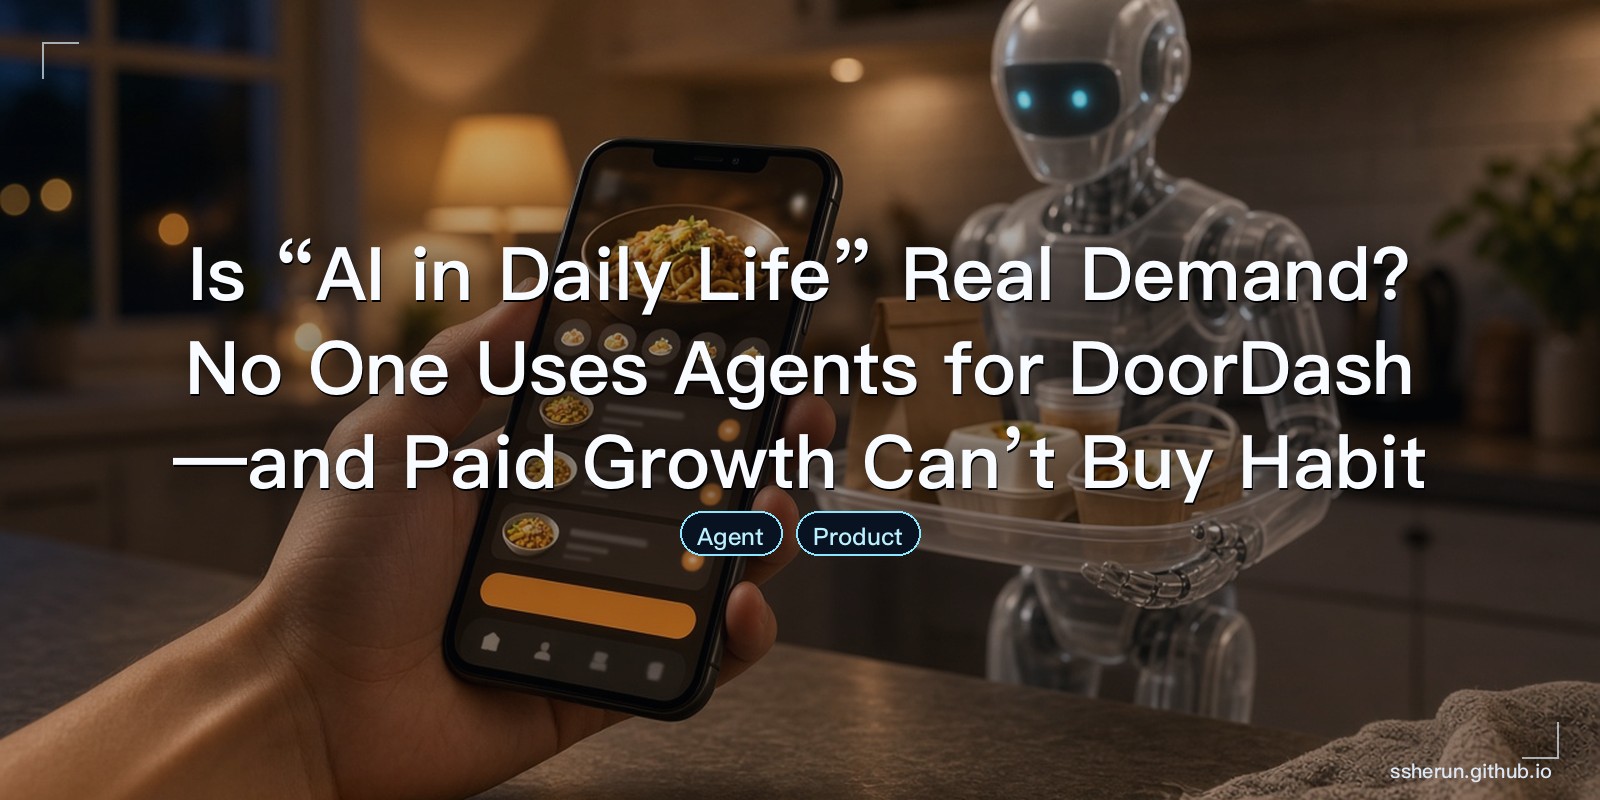 Is “AI in Daily Life” Real Demand?
No One Uses Agents for DoorDash
—and Paid Growth Can’t Buy Habit
Agent Product
ssherun.github.io